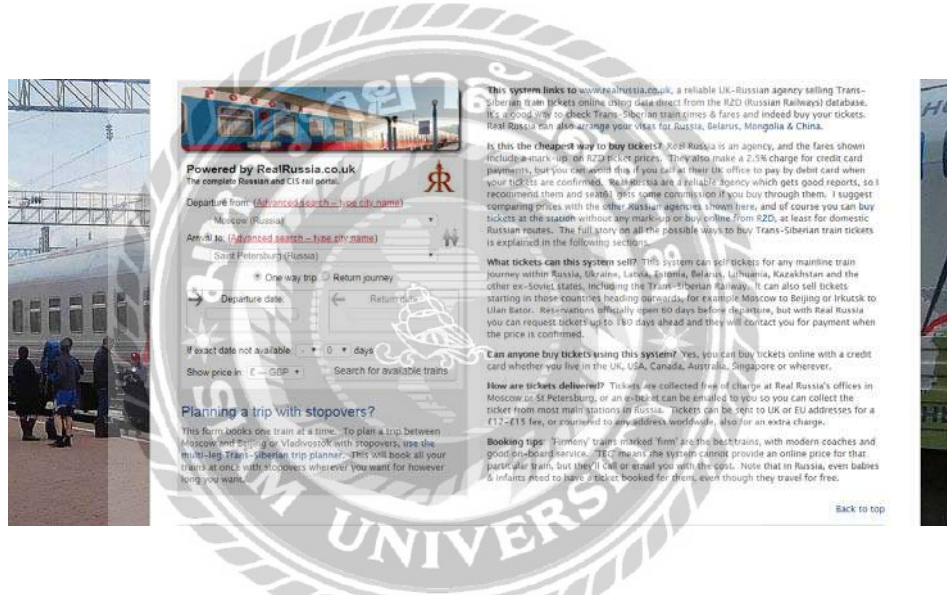 Powered by RealRussia.co.uk
The complete Russian and CIS rail portal.
Departure from: (Advanced search – type city name)
Moscow (Russia)
Arrival to: (Advanced search – type city name)
Saint Petersburg (Russia)
One way trip Return journey
Departure date: Return date:
If exact date not available: - 0 days
Show price in: £ — GBP Search for available trains
Planning a trip with stopovers?
This form books one train at a time. To plan a trip between
Moscow and Beijing or Vladivostok with stopovers, use the
multi-leg Trans-Siberian trip planner. This will book all your
trains at once with stopovers wherever you want for however
long you want.
This system links to www.realrussia.co.uk, a reliable UK-Russian agency selling Trans-
Siberian train tickets online using data direct from the RZD (Russian Railways) database.
It's a good way to check Trans-Siberian train times & fares and indeed buy your tickets.
Real Russia can also arrange your visas for Russia, Belarus, Mongolia & China.
Is this the cheapest way to buy tickets? Real Russia is an agency, and the fares shown
include a mark-up on RZD ticket prices. They also make a 2.5% charge for credit card
payments, but you can avoid this if you call at their UK office to pay by debit card when
your tickets are confirmed. Real Russia are a reliable agency which gets good reports, so I
recommend them and seat61 gets some commission if you buy through them. I suggest
comparing prices with the other Russian agencies shown here, and of course you can buy
tickets at the station without any mark-up or buy online from RZD, at least for domestic
Russian routes. The full story on all the possible ways to buy Trans-Siberian train tickets
is explained in the following sections.
What tickets can this system sell? This system can sell tickets for any mainline train
journey within Russia, Ukraine, Latvia, Estonia, Belarus, Lithuania, Kazakhstan and the
other ex-Soviet states, including the Trans-Siberian Railway. It can also sell tickets
starting in those countries heading outwards, for example Moscow to Beijing or Irkutsk to
Ulan Bator. Reservations officially open 60 days before departure, but with Real Russia
you can request tickets up to 180 days ahead and they will contact you for payment when
the price is confirmed.
Can anyone buy tickets using this system? Yes, you can buy tickets online with a credit
card whether you live in the UK, USA, Canada, Australia, Singapore or wherever.
How are tickets delivered? Tickets are collected free of charge at Real Russia's offices in
Moscow or St Petersburg, or an e-ticket can be emailed to you so you can collect the
ticket from most main stations in Russia. Tickets can be sent to UK or EU addresses for a
£12-£15 fee, or couriered to any address worldwide, also for an extra charge.
Booking tips: 'Firmeny' trains marked 'firm' are the best trains, with modern coaches and
good on-board service. 'TBC' means the system cannot provide an online price for that
particular train, but they'll call or email you with the cost. Note that in Russia, even babies
& infants need to have a ticket booked for them, even though they travel for free.
Back to top
UNIVERSI